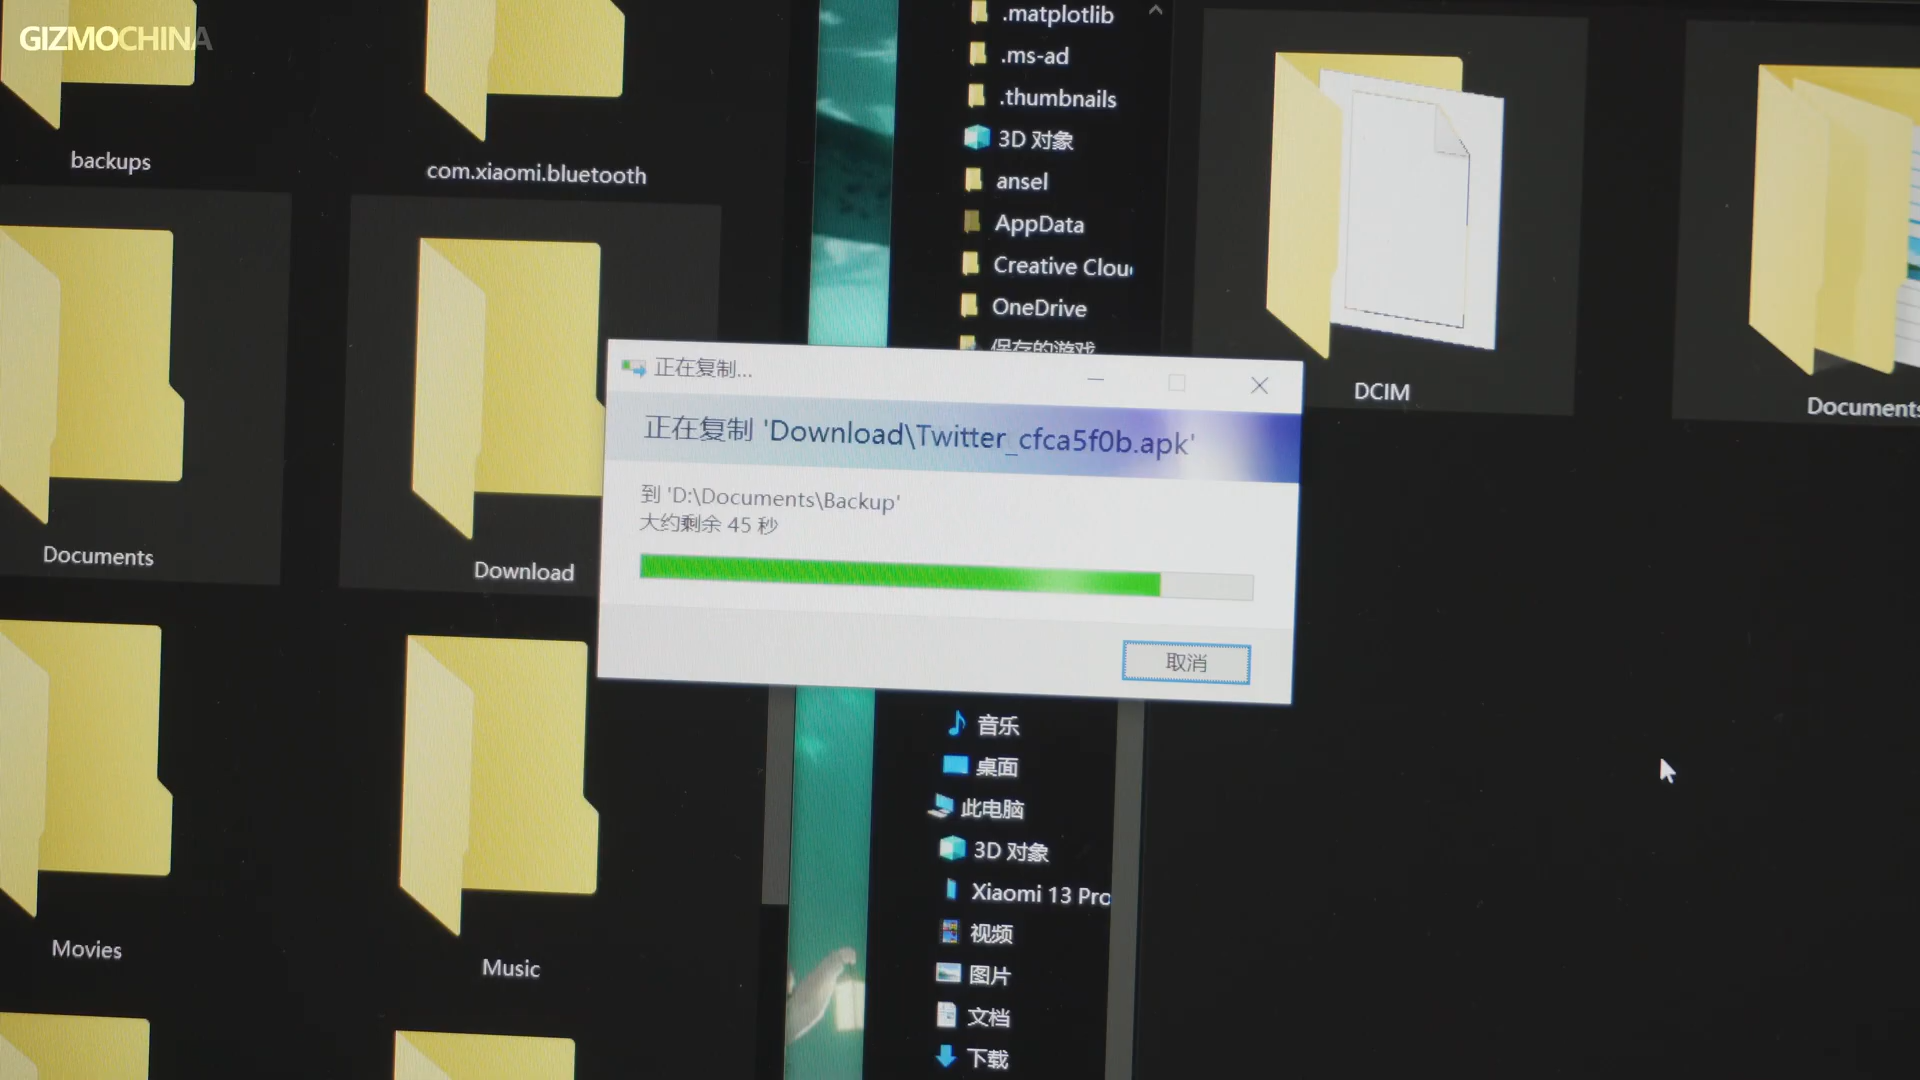 GIZMOCHINA
backups
com.xiaomi.bluetooth
Documents
Download
Movies
Music
.matplotlib
.ms-ad
.thumbnails
3D 对象
ansel
AppData
Creative Clou
OneDrive
保存的游戏
DCIM
Documents
正在复制...
正在复制 'Download\Twitter_cfca5f0b.apk'
到 'D:\Documents\Backup'
大约剩余 45 秒
取消
音乐
桌面
此电脑
3D 对象
Xiaomi 13 Pro
视频
图片
文档
下载